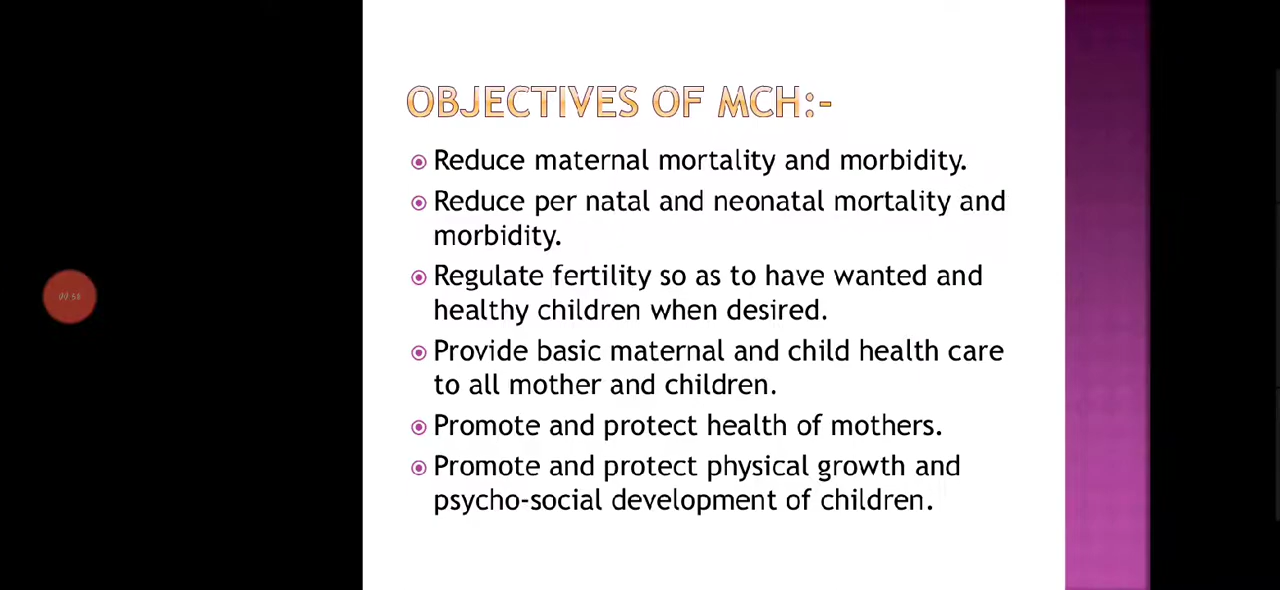 OBJECTIVES OF MCH:-
Reduce maternal mortality and morbidity.
Reduce per natal and neonatal mortality and
morbidity.
Regulate fertility so as to have wanted and
healthy children when desired.
Provide basic maternal and child health care
to all mother and children.
Promote and protect health of mothers.
Promote and protect physical growth and
psycho-social development of children.